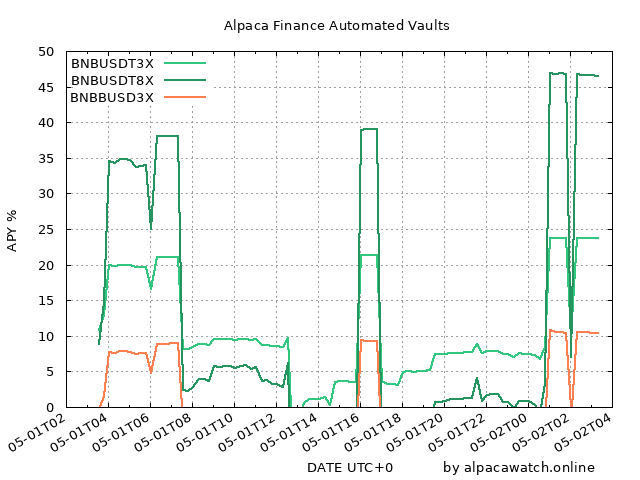 Alpaca Finance Automated Vaults
50
45
40
35
30
25
20
15
10
5
0
APY %
BNBUSDT3X
BNBUSDT8X
BNBBUSD3X
05-01T02
05-01T04
05-01T06
05-01T08
05-01T10
05-01T12
05-01T14
05-01T16
05-01T18
05-01T20
05-01T22
05-02T00
05-02T02
05-02T04
DATE UTC+0
by alpacawatch.online